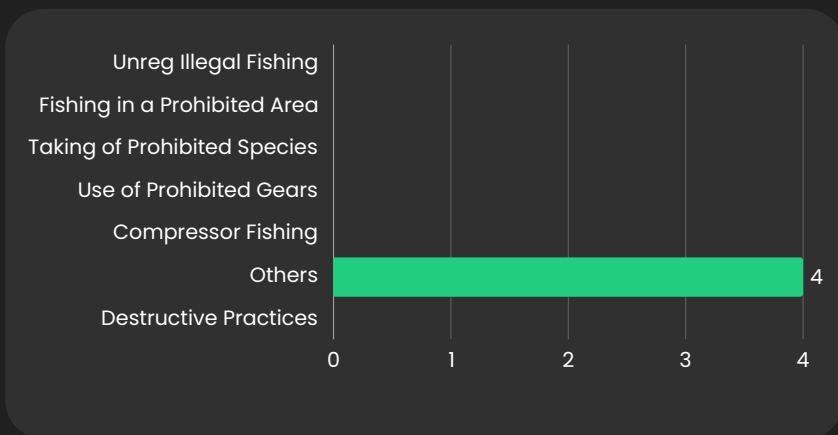 Unreg Illegal Fishing
Fishing in a Prohibited Area
Taking of Prohibited Species
Use of Prohibited Gears
Compressor Fishing
Others 4
Destructive Practices
0 1 2 3 4